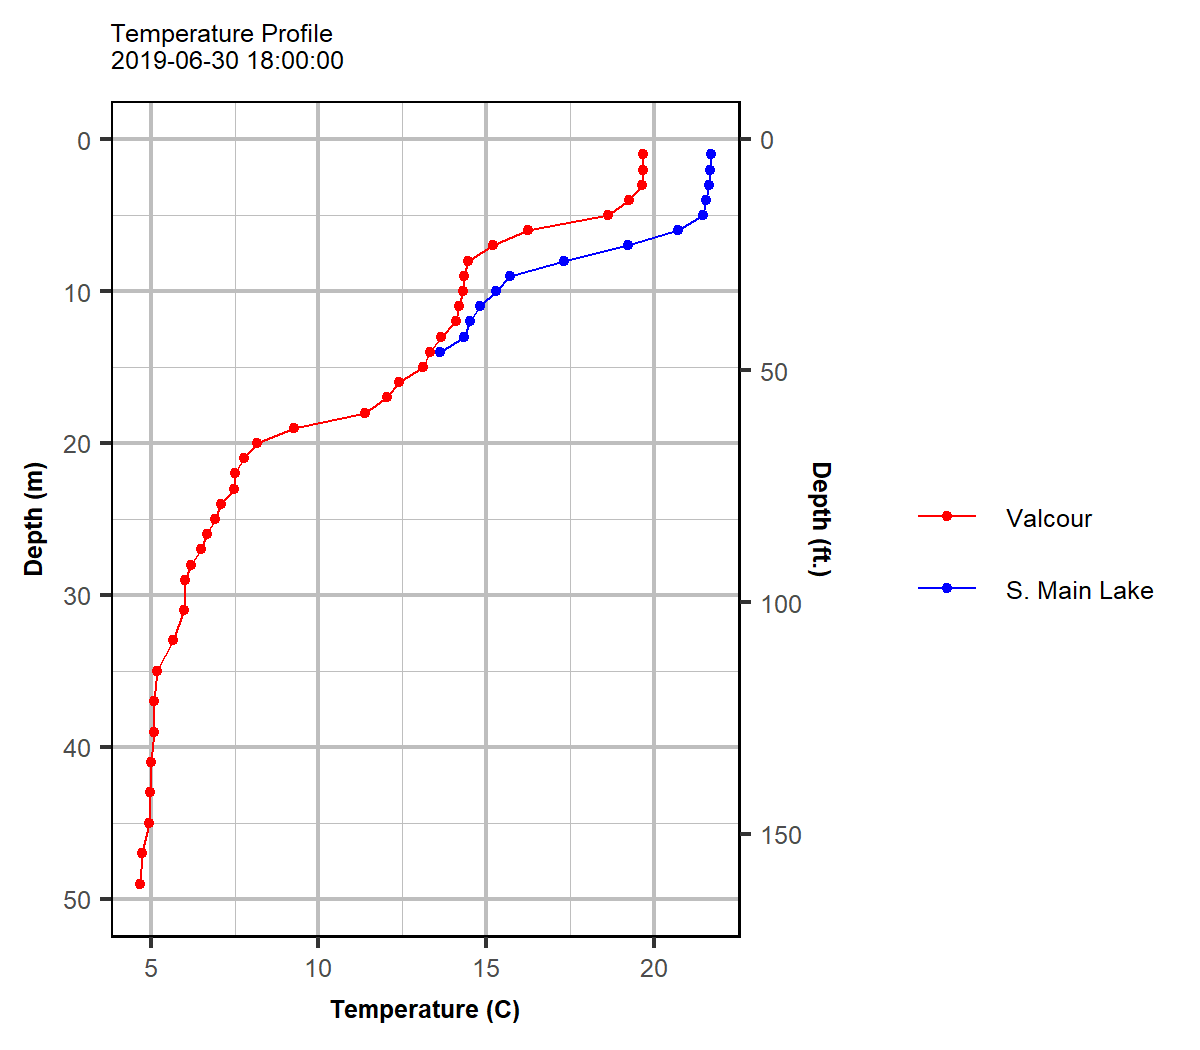 Temperature Profile
2019-06-30 18:00:00
0
10
20
30
40
50
Depth (m)
0
50
100
150
Depth (ft.)
5 10 15 20
Temperature (C)
Valcour
S. Main Lake